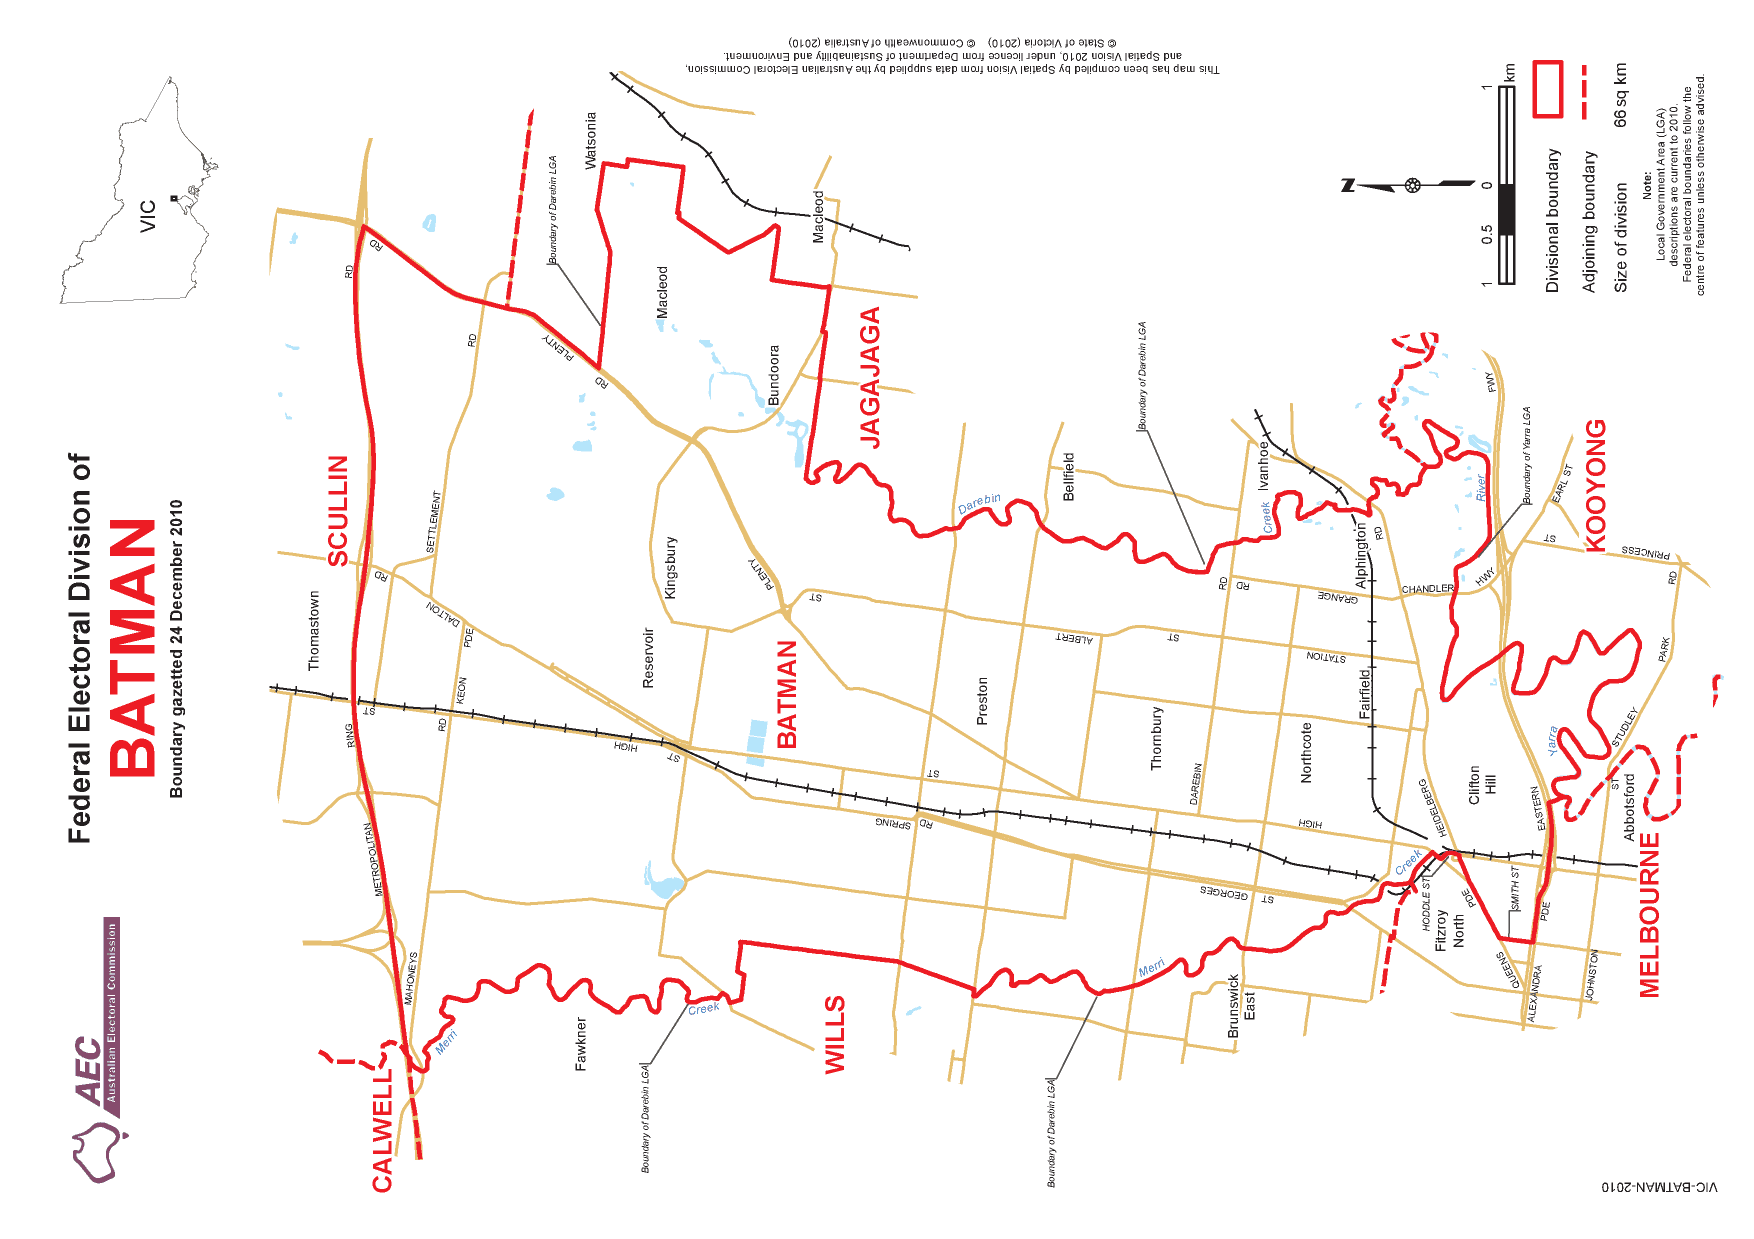 AEC
Australian Electoral Commission
Federal Electoral Division of
BATMAN
Boundary gazetted 24 December 2010
VIC
This map has been compiled by Spatial Vision from data supplied by the Australian Electoral Commission,
and Spatial Vision 2010, under licence from Department of Sustainability and Environment.
© State of Victoria (2010) © Commonwealth of Australia (2010)
CALWELL
SCULLIN
Thomastown
METROPOLITAN
RING
RD
RD
MAHONEYS
Merri
ST
RD
DALTON
SETTLEMENT
RD
KEON
PDE
RD
PLENTY
RD
Watsonia
Boundary of Darebin LGA
Macleod
Macleod
Bundoora
JAGAJAGA
Fawkner
Creek
Boundary of Darebin LGA
HIGH
ST
Reservoir
Kingsbury
PLENTY
BATMAN
WILLS
ST
ST
SPRING
RD
Preston
Darebin
Bellfield
ALBERT
ST
Boundary of Darebin LGA
Boundary of Darebin LGA
Merri
Thornbury
DAREBIN
RD
RD
Creek
Ivanhoe
GEORGES
ST
Brunswick
East
Northcote
HIGH
STATION
GRANGE
Alphington
RD
Fairfield
CHANDLER
HWY
HEIDELBERG
Creek
HODDLE ST
Fitzroy
North
PDE
Clifton
Hill
SMITH ST
QUEENS
ALEXANDRA
PDE
EASTERN
FWY
River
Boundary of Yarra LGA
EARL ST
ST
PRINCESS
RD
KOOYONG
Yarra
PARK
STUDLEY
ST
Abbotsford
JOHNSTON
MELBOURNE
N
1
0.5
0
1
km
Divisional boundary
Adjoining boundary
Size of division
66 sq km
Note:
Local Government Area (LGA)
descriptions are current to 2010.
Federal electoral boundaries follow the
centre of features unless otherwise advised.
VIC-BATMAN-2010